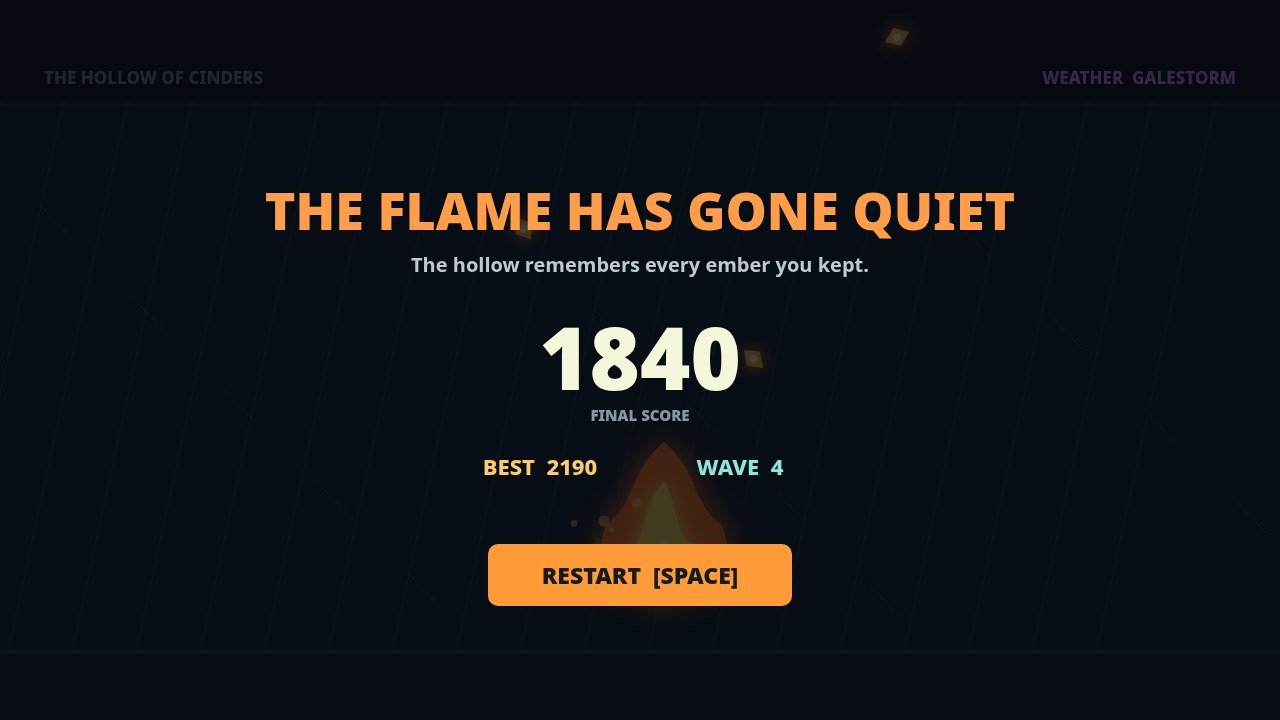 THE HOLLOW OF CINDERS
WEATHER GALESTORM
THE FLAME HAS GONE QUIET
The hollow remembers every ember you kept.
1840
FINAL SCORE
BEST 2190
WAVE 4
RESTART [SPACE]